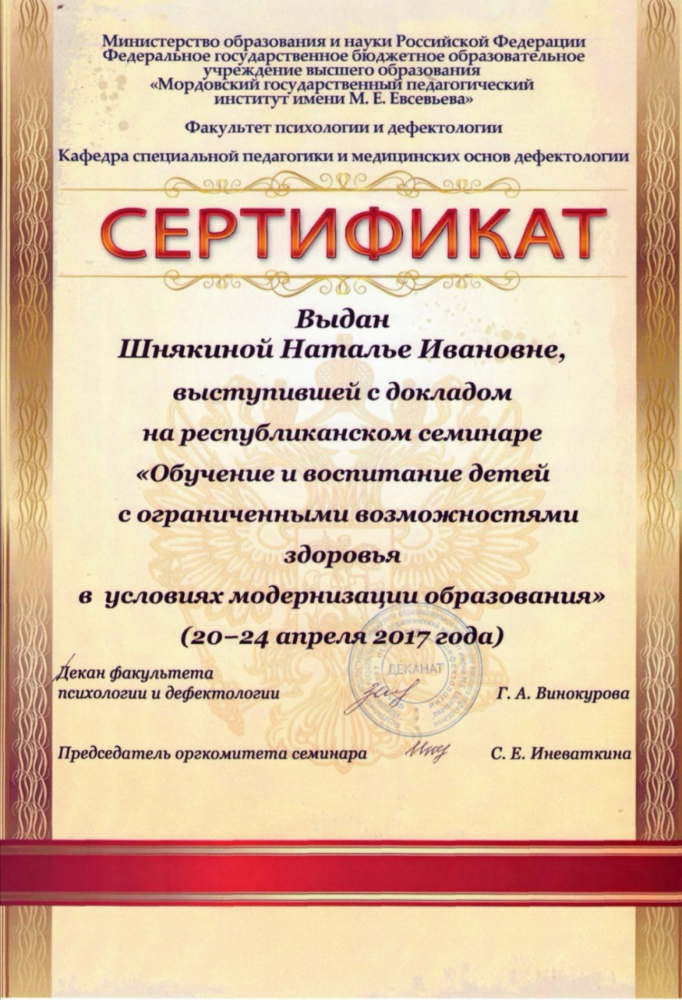 Министерство образования и науки Российской Федерации
Федеральное государственное бюджетное образовательное
учреждение высшего образования
«Мордовский государственный педагогический
институт имени М. Е. Евсевьева»
Факультет психологии и дефектологии
Кафедра специальной педагогики и медицинских основ дефектологии
СЕРТИФИКАТ
Выдан
Шнякиной Наталье Ивановне,
выступившей с докладом
на республиканском семинаре
«Обучение и воспитание детей
с ограниченными возможностями
здоровья
в условиях модернизации образования»
(20–24 апреля 2017 года)
Декан факультета
психологии и дефектологии
ДЕКАНАТ
Г. А. Винокурова
Председатель оргкомитета семинара
С. Е. Иневаткина